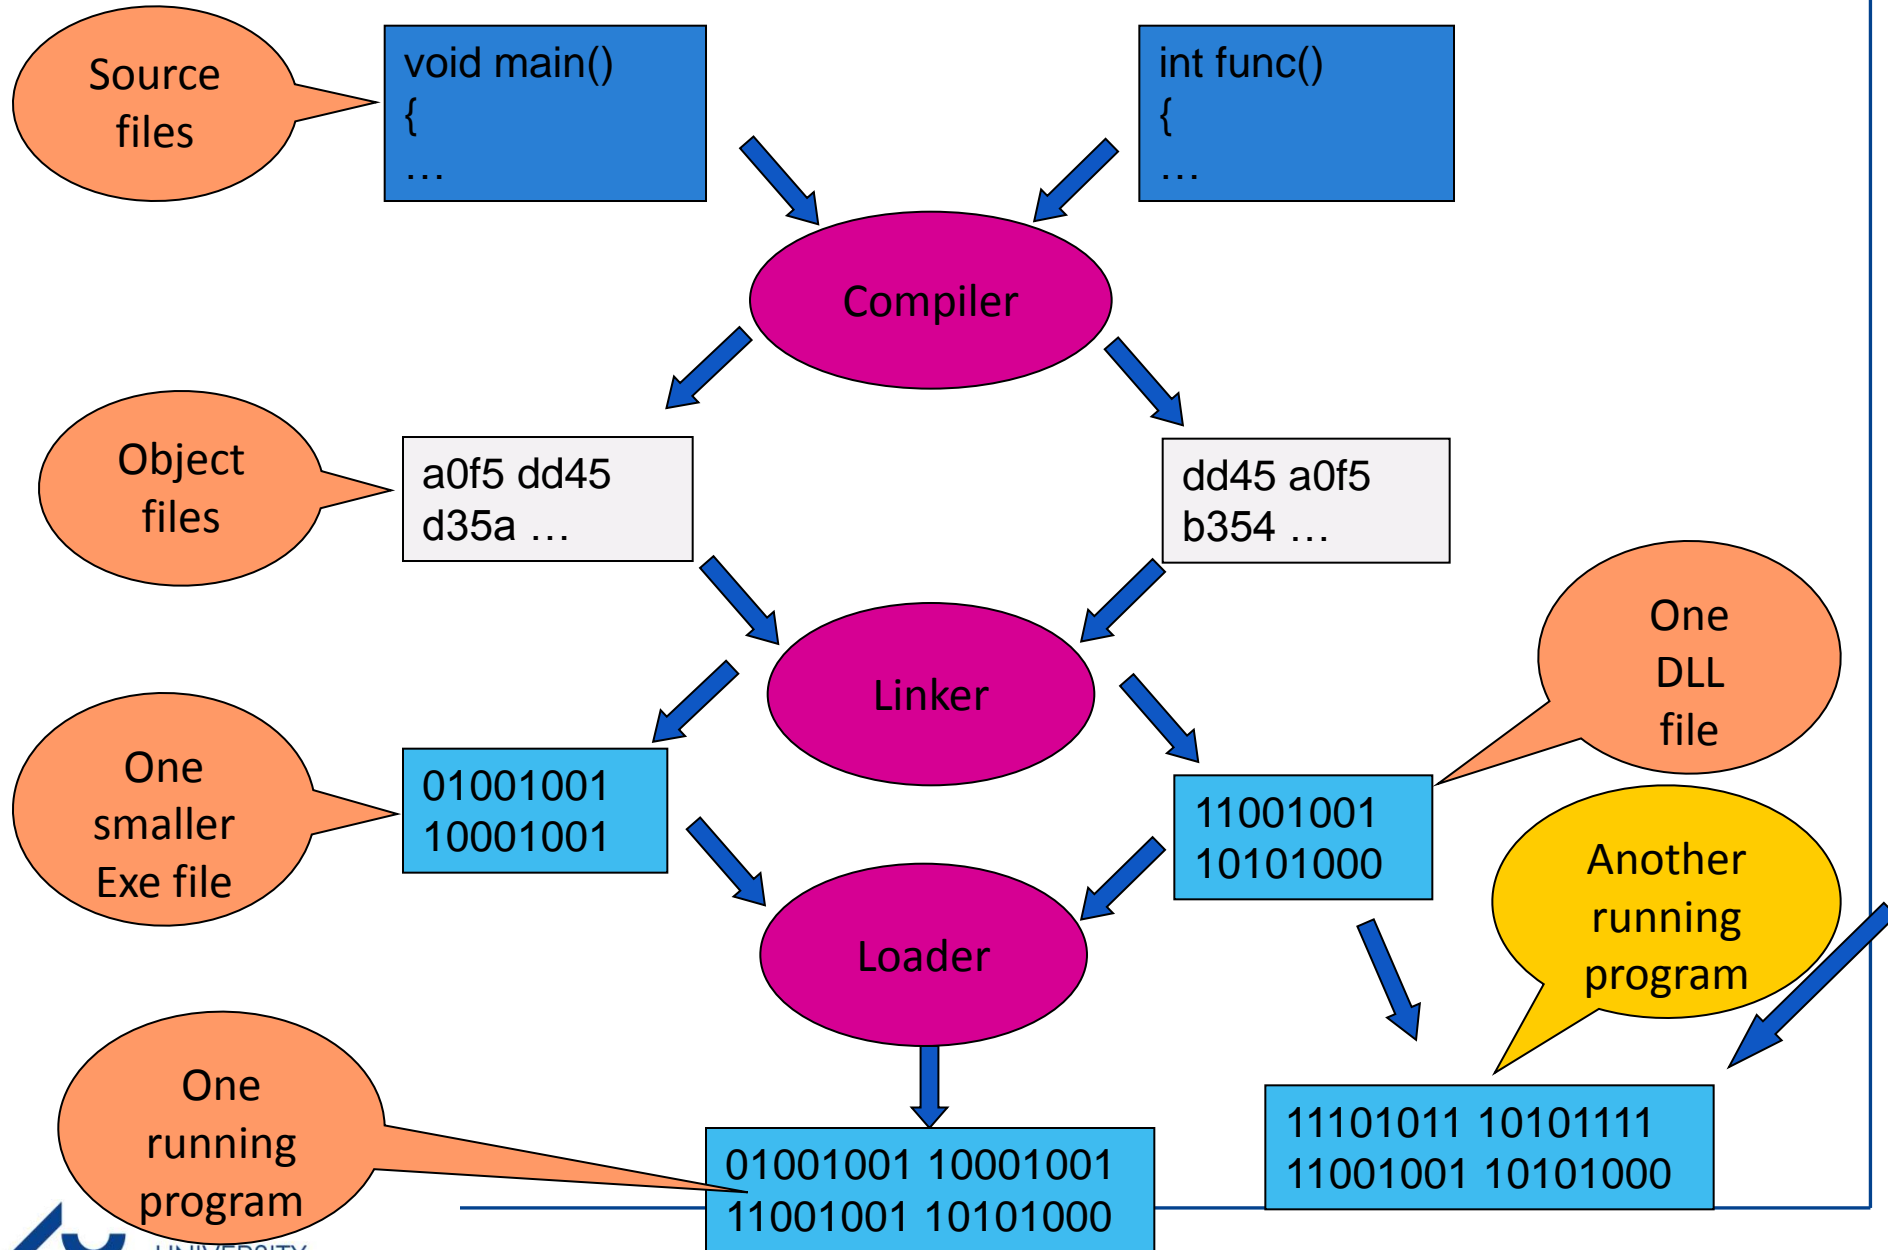 Source
files
void main()
{
…
int func()
{
…
Compiler
Object
files
a0f5 dd45
d35a …
dd45 a0f5
b354 …
Linker
One
DLL
file
One
smaller
Exe file
01001001
10001001
11001001
10101000
Another
running
program
Loader
One
running
program
01001001 10001001
11001001 10101000
11101011 10101111
11001001 10101000
UNIVERSITY